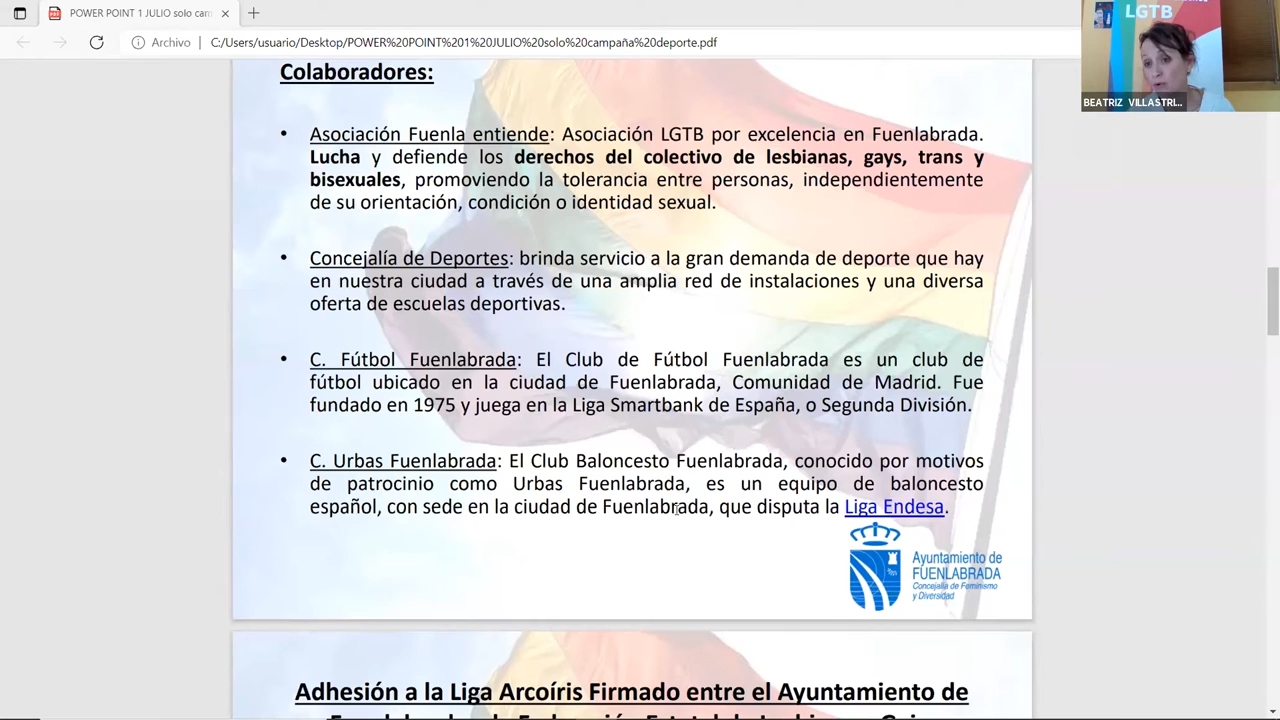 POWER POINT 1 JULIO solo cam
Archivo
C:/Users/usuario/Desktop/POWER%20POINT%201%20JULIO%20solo%20campaña%20deporte.pdf
LGTB
BEATRIZ VILLASTRI...
Colaboradores:
• Asociación Fuenla entiende: Asociación LGTB por excelencia en Fuenlabrada.
Lucha y defiende los derechos del colectivo de lesbianas, gays, trans y
bisexuales, promoviendo la tolerancia entre personas, independientemente
de su orientación, condición o identidad sexual.
• Concejalía de Deportes: brinda servicio a la gran demanda de deporte que hay
en nuestra ciudad a través de una amplia red de instalaciones y una diversa
oferta de escuelas deportivas.
• C. Fútbol Fuenlabrada: El Club de Fútbol Fuenlabrada es un club de
fútbol ubicado en la ciudad de Fuenlabrada, Comunidad de Madrid. Fue
fundado en 1975 y juega en la Liga Smartbank de España, o Segunda División.
• C. Urbas Fuenlabrada: El Club Baloncesto Fuenlabrada, conocido por motivos
de patrocinio como Urbas Fuenlabrada, es un equipo de baloncesto
español, con sede en la ciudad de Fuenlabrada, que disputa la Liga Endesa.
Ayuntamiento de
FUENLABRADA
Concejalía de Feminismo
y Diversidad
Adhesión a la Liga Arcoíris Firmado entre el Ayuntamiento de